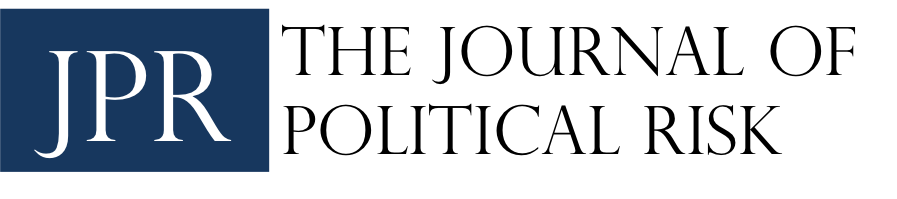 JPR
THE JOURNAL OF
POLITICAL RISK